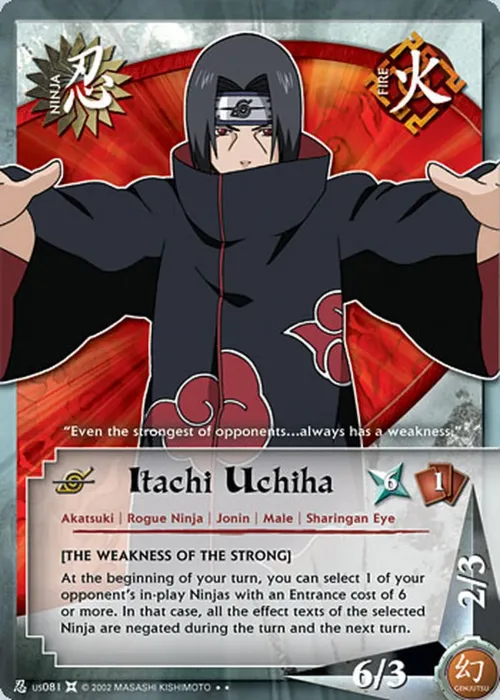 NINJA 忍
FIRE 火
"Even the strongest of opponents...always has a weakness."
Itachi Uchiha
6
1
Akatsuki | Rogue Ninja | Jonin | Male | Sharingan Eye
[THE WEAKNESS OF THE STRONG]
At the beginning of your turn, you can select 1 of your
opponent's in-play Ninjas with an Entrance cost of 6
or more. In that case, all the effect texts of the selected
Ninja are negated during the turn and the next turn.
2/3
6/3
幻
GENJUTSU
忍 US081 © 2002 MASASHI KISHIMOTO